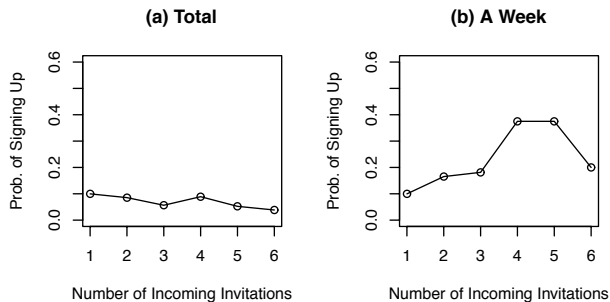 (a) Total
Prob. of Signing Up
0.6
0.4
0.2
0.0
1 2 3 4 5 6
Number of Incoming Invitations
(b) A Week
Prob. of Signing Up
0.6
0.4
0.2
0.0
1 2 3 4 5 6
Number of Incoming Invitations